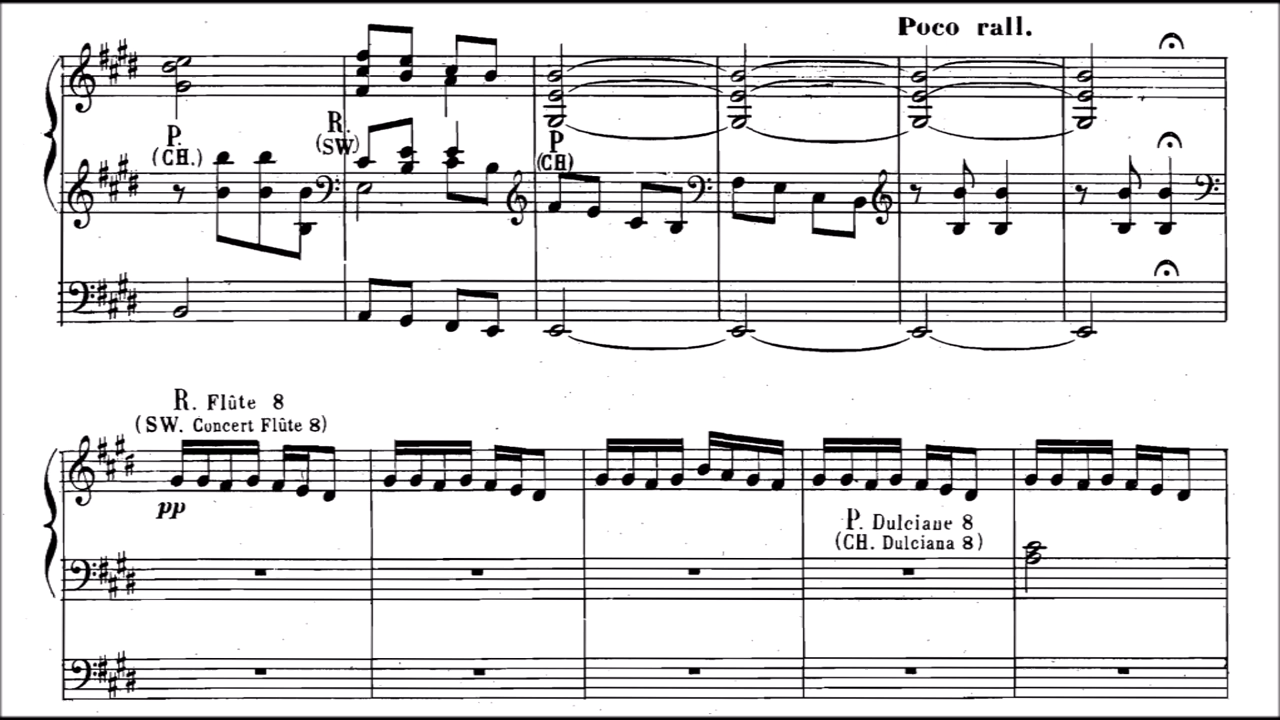 Poco rall.
P.
(CH.)
R.
(SW.)
P
(CH)
R. Flûte 8
(SW. Concert Flûte 8)
pp
P. Dulciane 8
(CH. Dulciana 8)